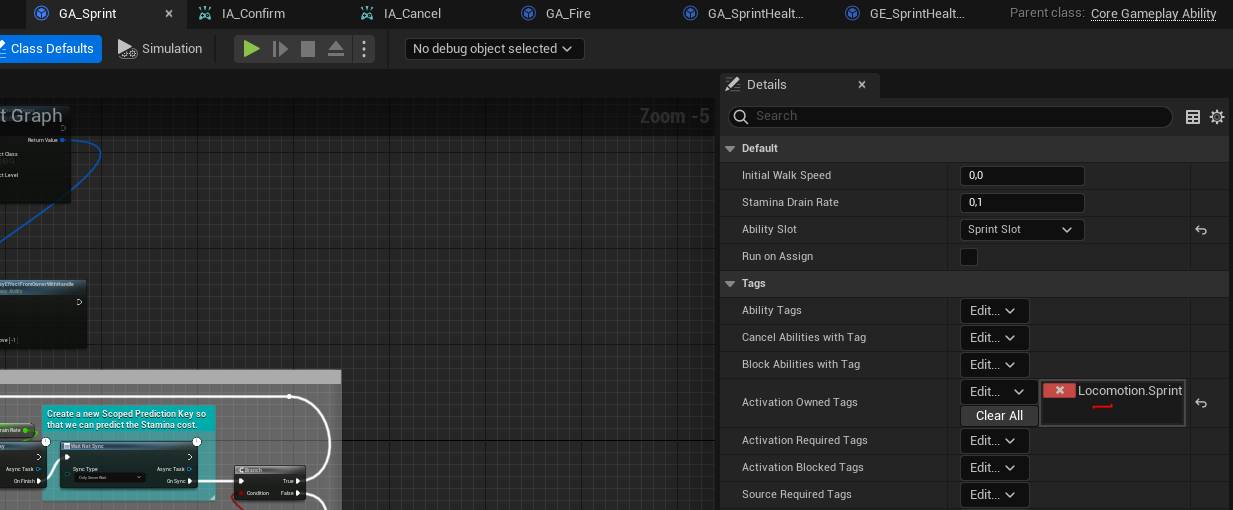 GA_Sprint
IA_Confirm
IA_Cancel
GA_Fire
GA_SprintHealt...
GE_SprintHealt...
Parent class: Core Gameplay Ability
Class Defaults
Simulation
No debug object selected
Details
t Graph
Zoom -5
Search
Return Value
ct Class
ct Level
Default
Initial Walk Speed 0,0
Stamina Drain Rate 0,1
Ability Slot Sprint Slot
Run on Assign
Tags
Ability Tags Edit...
Cancel Abilities with Tag Edit...
Block Abilities with Tag Edit...
Activation Owned Tags Edit... Locomotion.Sprint
Clear All
Activation Required Tags Edit...
Activation Blocked Tags Edit...
Source Required Tags Edit...
Create a new Scoped Prediction Key so
that we can predict the Stamina cost.
Wait Net Sync
Async Task
On Finish
Sync Type
Only Server Wait
Async Task
On Sync
Branch
True
Condition
False